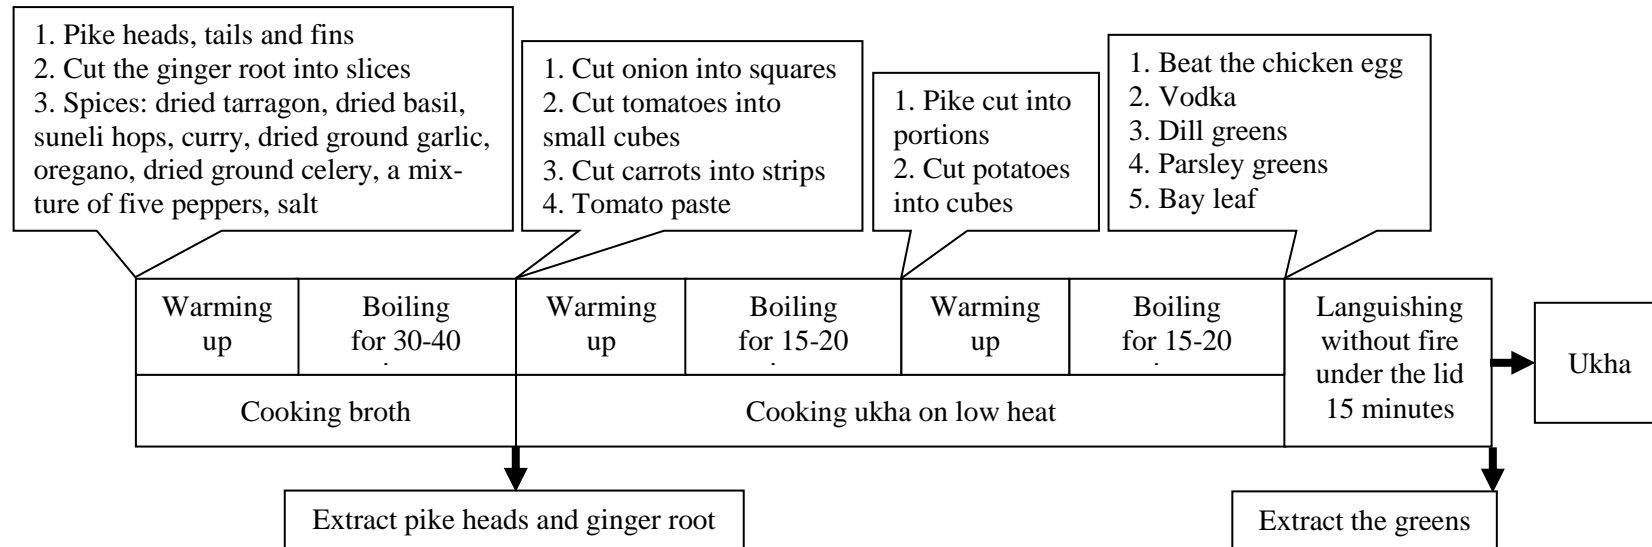 1. Pike heads, tails and fins
2. Cut the ginger root into slices
3. Spices: dried tarragon, dried basil,
suneli hops, curry, dried ground garlic,
oregano, dried ground celery, a mix-
ture of five peppers, salt
1. Cut onion into squares
2. Cut tomatoes into
small cubes
3. Cut carrots into strips
4. Tomato paste
1. Pike cut into
portions
2. Cut potatoes
into cubes
1. Beat the chicken egg
2. Vodka
3. Dill greens
4. Parsley greens
5. Bay leaf
Warming
up
Boiling
for 30-40
Warming
up
Boiling
for 15-20
Warming
up
Boiling
for 15-20
Languishing
without fire
under the lid
15 minutes
Ukha
Cooking broth
Cooking ukha on low heat
Extract pike heads and ginger root
Extract the greens